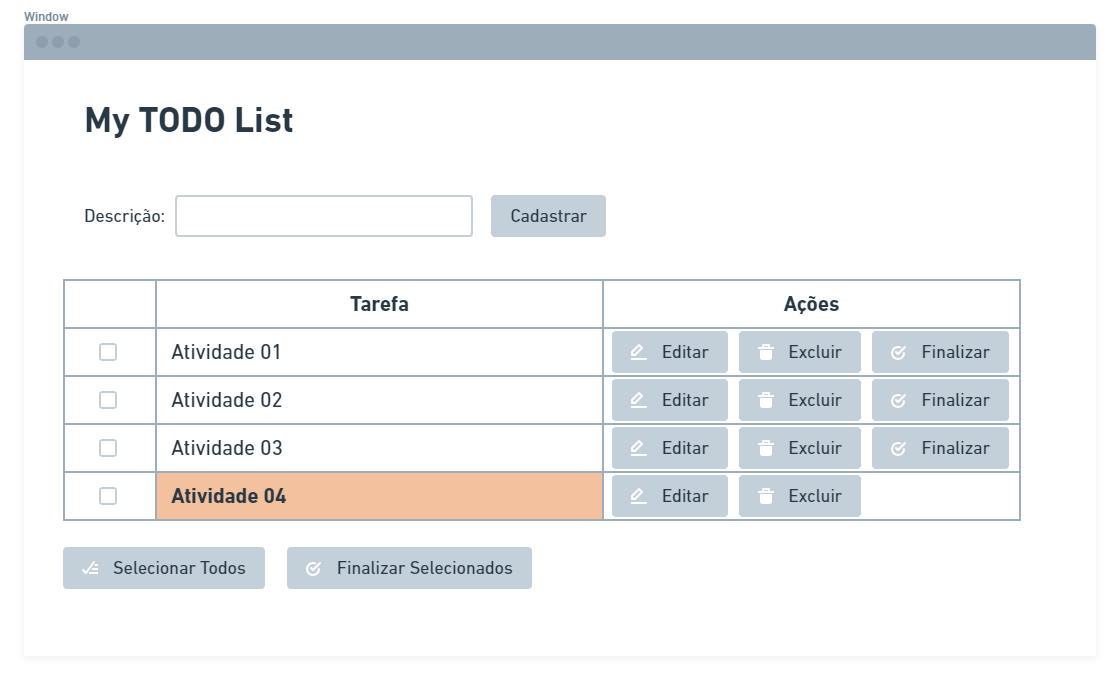 Window
My TODO List
Descrição: Cadastrar
Tarefa Ações
Atividade 01 Editar Excluir Finalizar
Atividade 02 Editar Excluir Finalizar
Atividade 03 Editar Excluir Finalizar
Atividade 04 Editar Excluir
Selecionar Todos Finalizar Selecionados